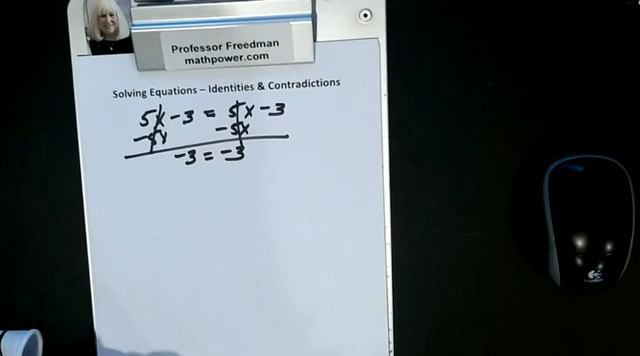 Professor Freedman
mathpower.com
Solving Equations – Identities & Contradictions
5x - 3 = 5x - 3
-5x -5x
-3 = -3